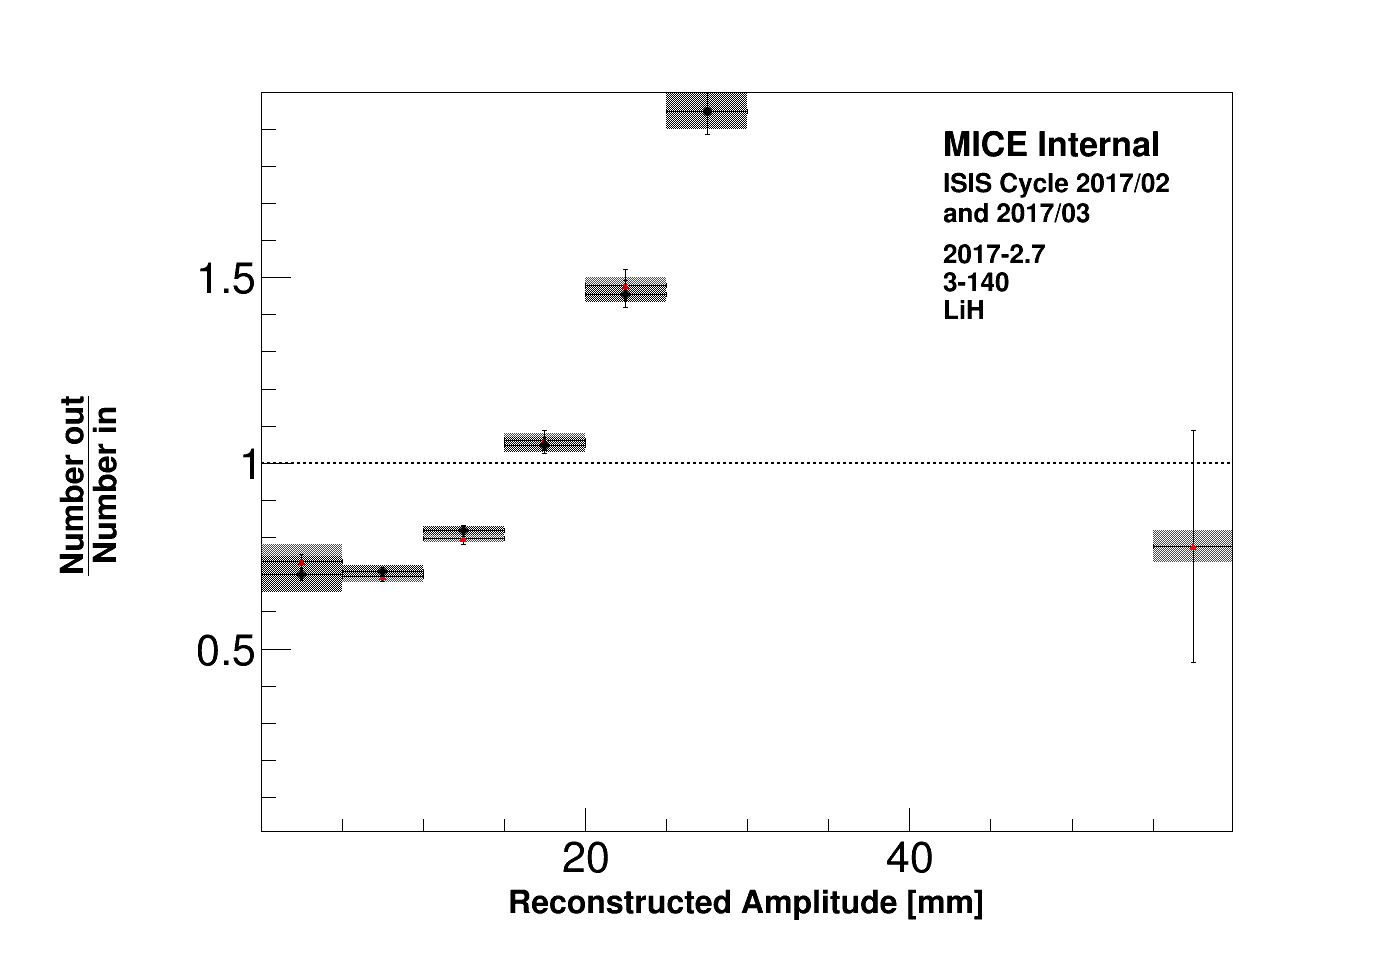 MICE Internal
ISIS Cycle 2017/02
and 2017/03
2017-2.7
3-140
LiH
1.5
1
0.5
Number out
Number in
20
40
Reconstructed Amplitude [mm]